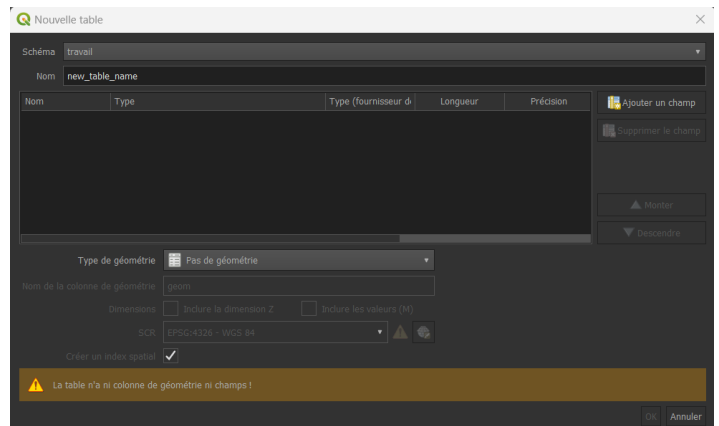 Nouvelle table
Schéma travail
Nom new_table_name
Nom Type Type (fournisseur de Longueur Précision
Ajouter un champ
Supprimer le champ
Monter
Descendre
Type de géométrie Pas de géométrie
Nom de la colonne de géométrie geom
Dimensions Inclure la dimension Z Inclure les valeurs (M)
SCR EPSG:4326 - WGS 84
Créer un index spatial
La table n'a ni colonne de géométrie ni champs !
OK Annuler